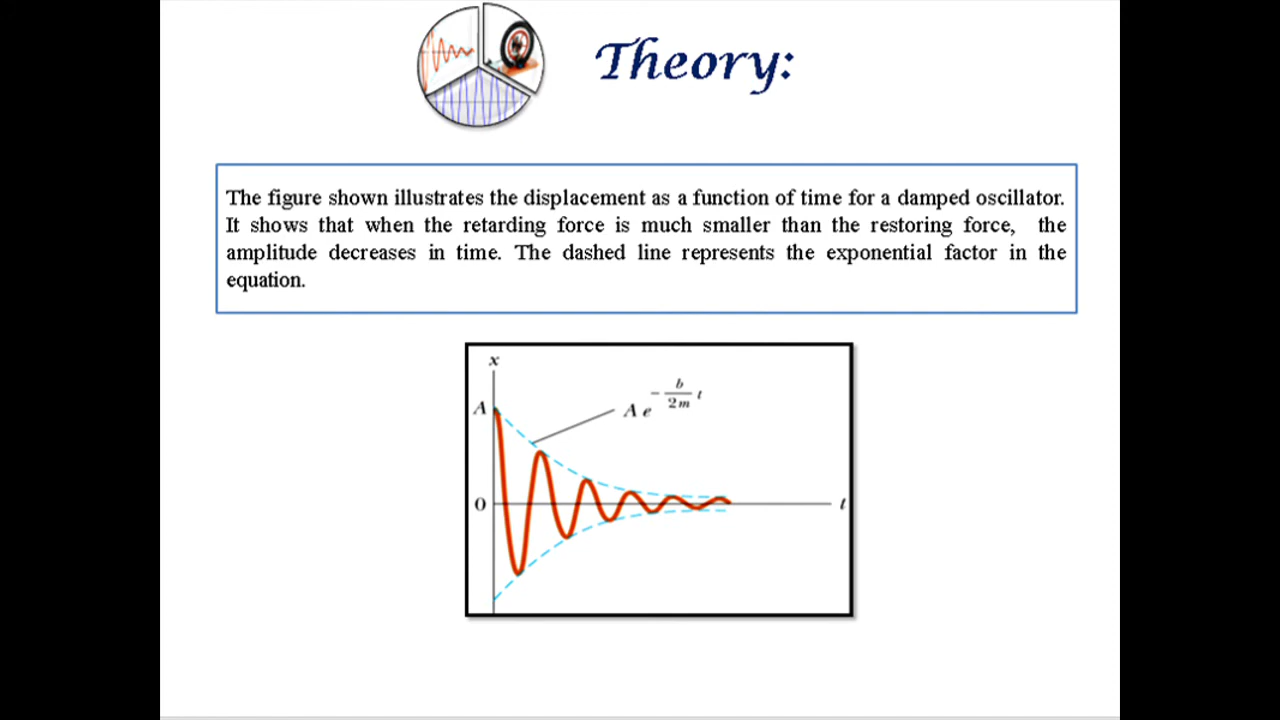 Theory:
The figure shown illustrates the displacement as a function of time for a damped oscillator.
It shows that when the retarding force is much smaller than the restoring force, the
amplitude decreases in time. The dashed line represents the exponential factor in the
equation.
x
A
A e^{-\frac{b}{2m}t}
0
t